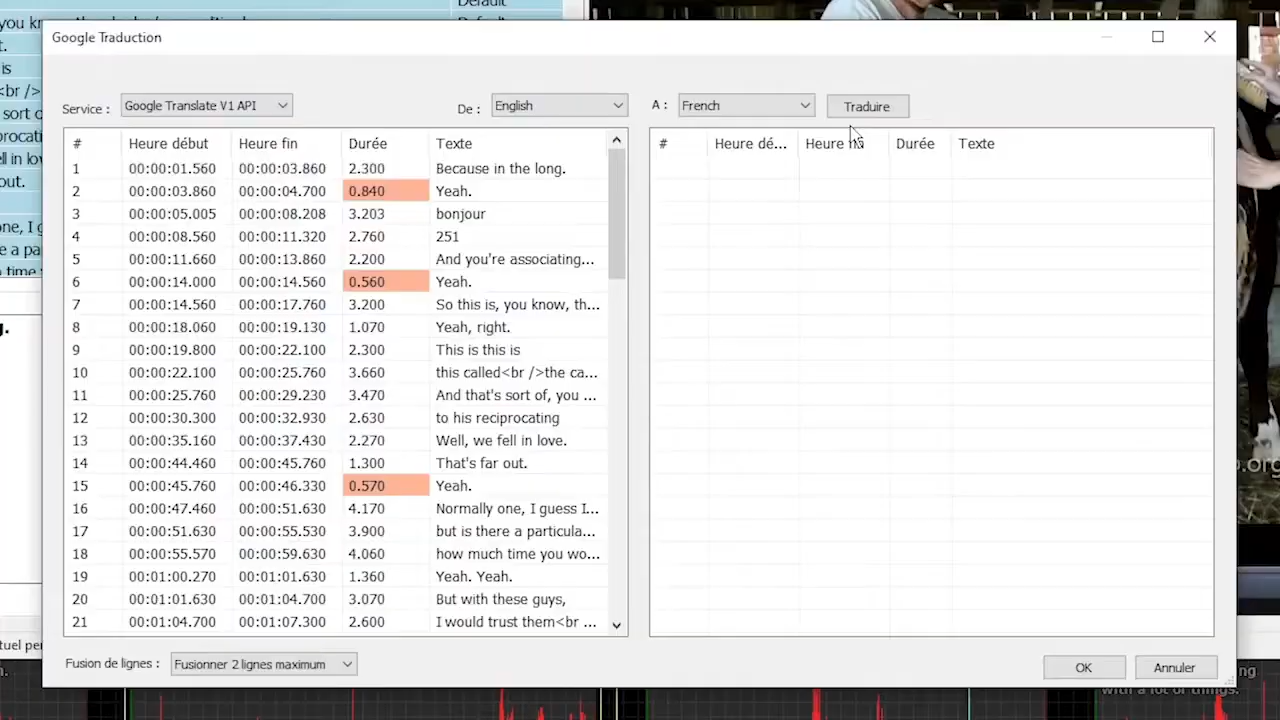 Default
you know the
is
<br />
Google Traduction
Service :
Google Translate V1 API
De :
English
A :
French
Traduire
# Heure début Heure fin Durée Texte
1 00:00:01.560 00:00:03.860 2.300 Because in the long.
2 00:00:03.860 00:00:04.700 0.840 Yeah.
3 00:00:05.005 00:00:08.208 3.203 bonjour
4 00:00:08.560 00:00:11.320 2.760 251
5 00:00:11.660 00:00:13.860 2.200 And you're associating...
6 00:00:14.000 00:00:14.560 0.560 Yeah.
7 00:00:14.560 00:00:17.760 3.200 So this is, you know, th...
8 00:00:18.060 00:00:19.130 1.070 Yeah, right.
9 00:00:19.800 00:00:22.100 2.300 This is this is
10 00:00:22.100 00:00:25.760 3.660 this called<br />the ca...
11 00:00:25.760 00:00:29.230 3.470 And that's sort of, you ...
12 00:00:30.300 00:00:32.930 2.630 to his reciprocating
13 00:00:35.160 00:00:37.430 2.270 Well, we fell in love.
14 00:00:44.460 00:00:45.760 1.300 That's far out.
15 00:00:45.760 00:00:46.330 0.570 Yeah.
16 00:00:47.460 00:00:51.630 4.170 Normally one, I guess I...
17 00:00:51.630 00:00:55.530 3.900 but is there a particula...
18 00:00:55.570 00:00:59.630 4.060 how much time you wo...
19 00:01:00.270 00:01:01.630 1.360 Yeah. Yeah.
20 00:01:01.630 00:01:04.700 3.070 But with these guys,
21 00:01:04.700 00:01:07.300 2.600 I would trust them<br ...
# Heure dé... Heure fin Durée Texte
Fusion de lignes :
Fusionner 2 lignes maximum
OK
Annuler
with a lot of things.